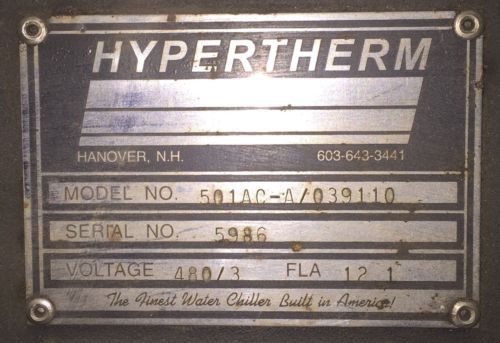 HYPERTHERM
HANOVER, N.H. 603-643-3441
MODEL NO. 501AC-A/039110
SERIAL NO. 5986
VOLTAGE 480/3 FLA 12.1
The Finest Water Chiller Built in America!